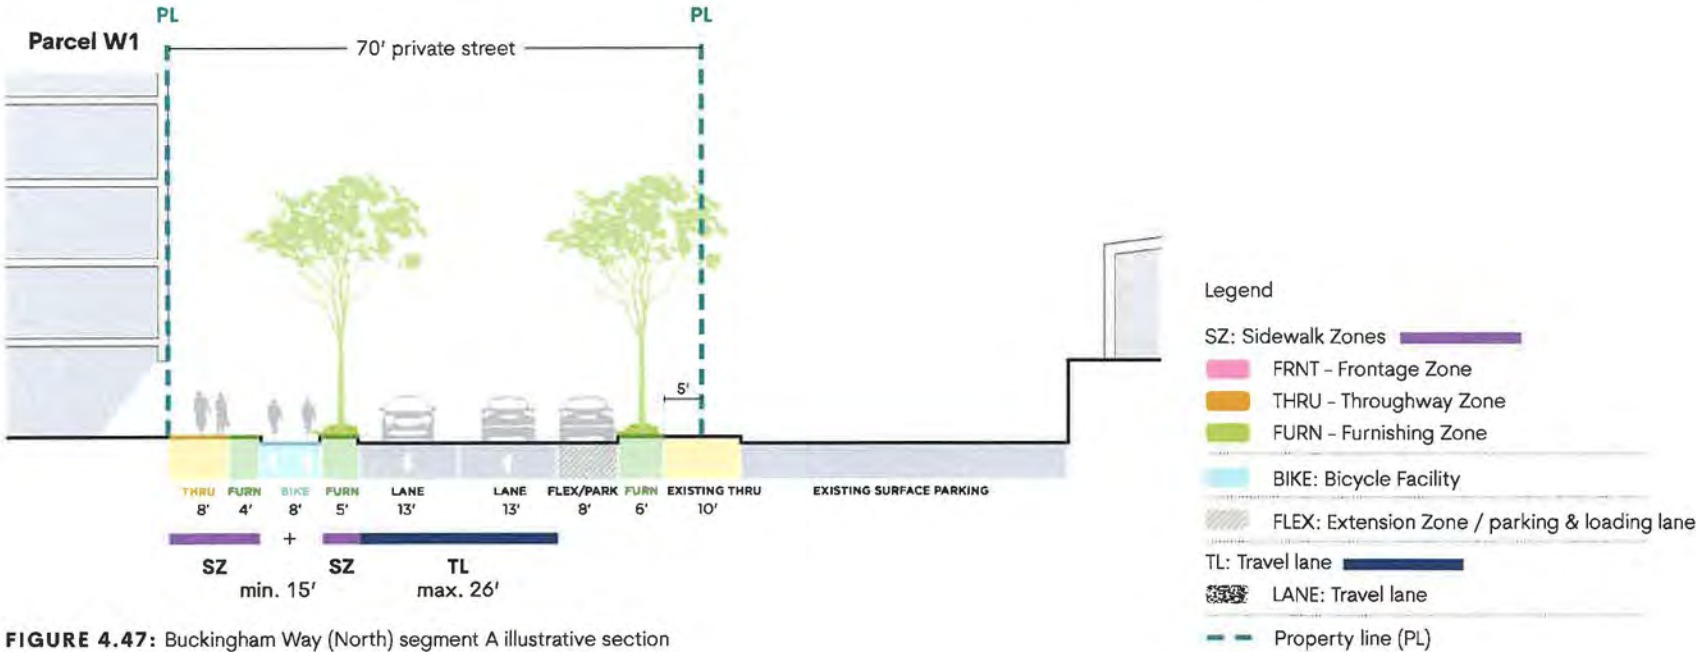 PL
PL
Parcel W1
70' private street
5'
THRU FURN BIKE FURN LANE LANE FLEX/PARK FURN EXISTING THRU EXISTING SURFACE PARKING
8' 4' 8' 5' 13' 13' 8' 6' 10'
+
SZ SZ TL
min. 15' max. 26'
Legend
SZ: Sidewalk Zones
FRNT - Frontage Zone
THRU - Throughway Zone
FURN - Furnishing Zone
BIKE: Bicycle Facility
FLEX: Extension Zone / parking & loading lane
TL: Travel lane
LANE: Travel lane
Property line (PL)
FIGURE 4.47: Buckingham Way (North) segment A illustrative section